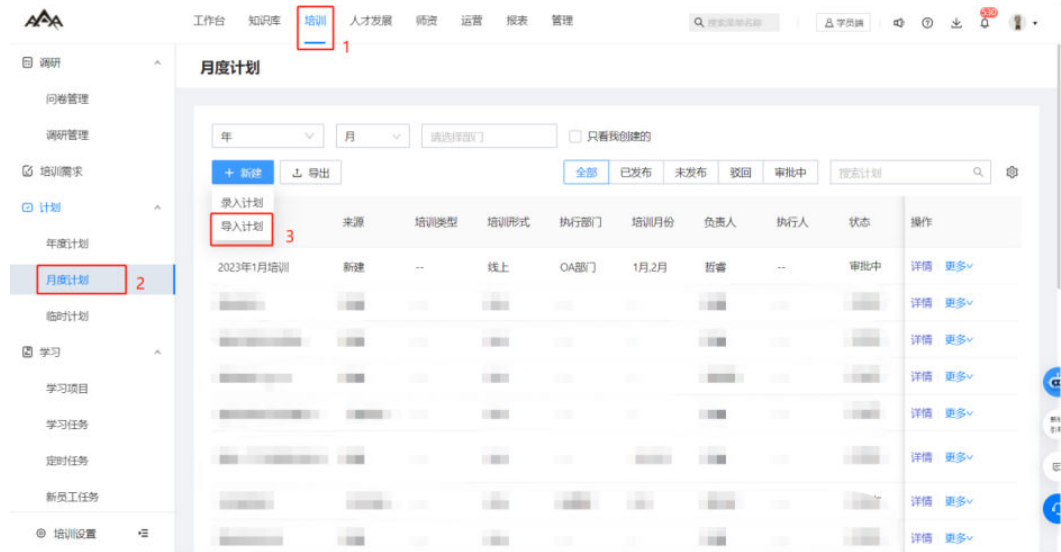 工作台 知识库 培训 人才发展 师资 运营 报表 管理 搜索菜单名称 学员端 530
1
调研
问卷管理
调研管理
培训需求
计划
年度计划
月度计划 2
临时计划
学习
学习项目
学习任务
定时任务
新员工任务
培训设置
月度计划
年 月 请选择部门 只看我创建的
+ 新建 导出 全部 已发布 未发布 驳回 审批中 搜索计划
录入计划
导入计划 3
来源 培训类型 培训形式 执行部门 培训月份 负责人 执行人 状态 操作
2023年1月培训 新建 -- 线上 OA部门 1月,2月 哲睿 -- 审批中 详情 更多
详情 更多
详情 更多
详情 更多
详情 更多
详情 更多
详情 更多
详情 更多